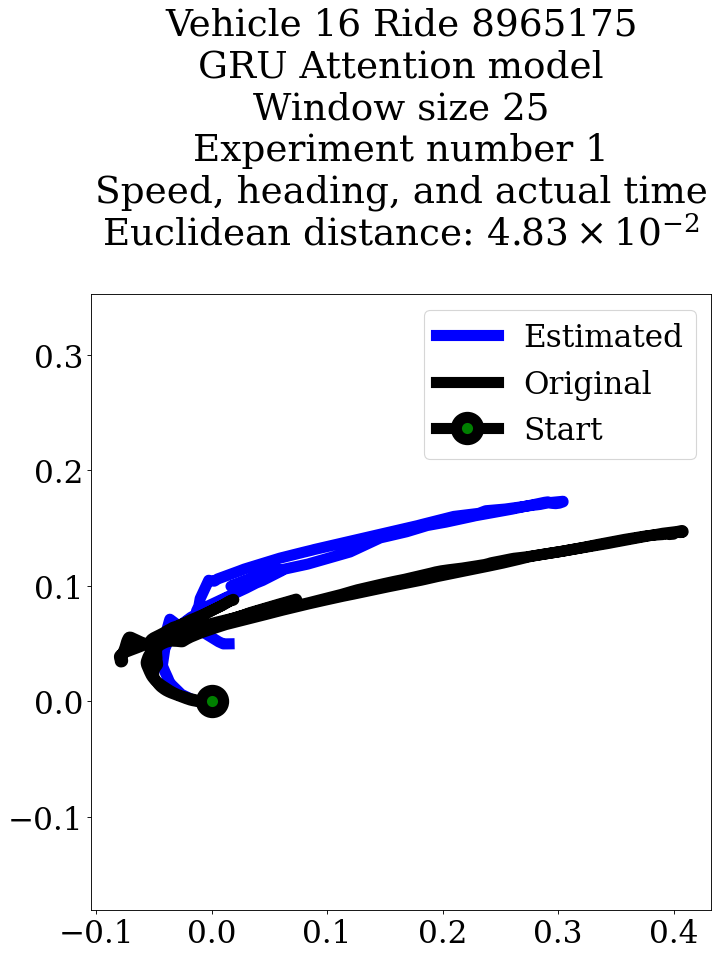 Vehicle 16 Ride 8965175
GRU Attention model
Window size 25
Experiment number 1
Speed, heading, and actual time
Euclidean distance: 4.83 × 10⁻²
Estimated
Original
Start
0.3
0.2
0.1
0.0
−0.1
−0.1 0.0 0.1 0.2 0.3 0.4